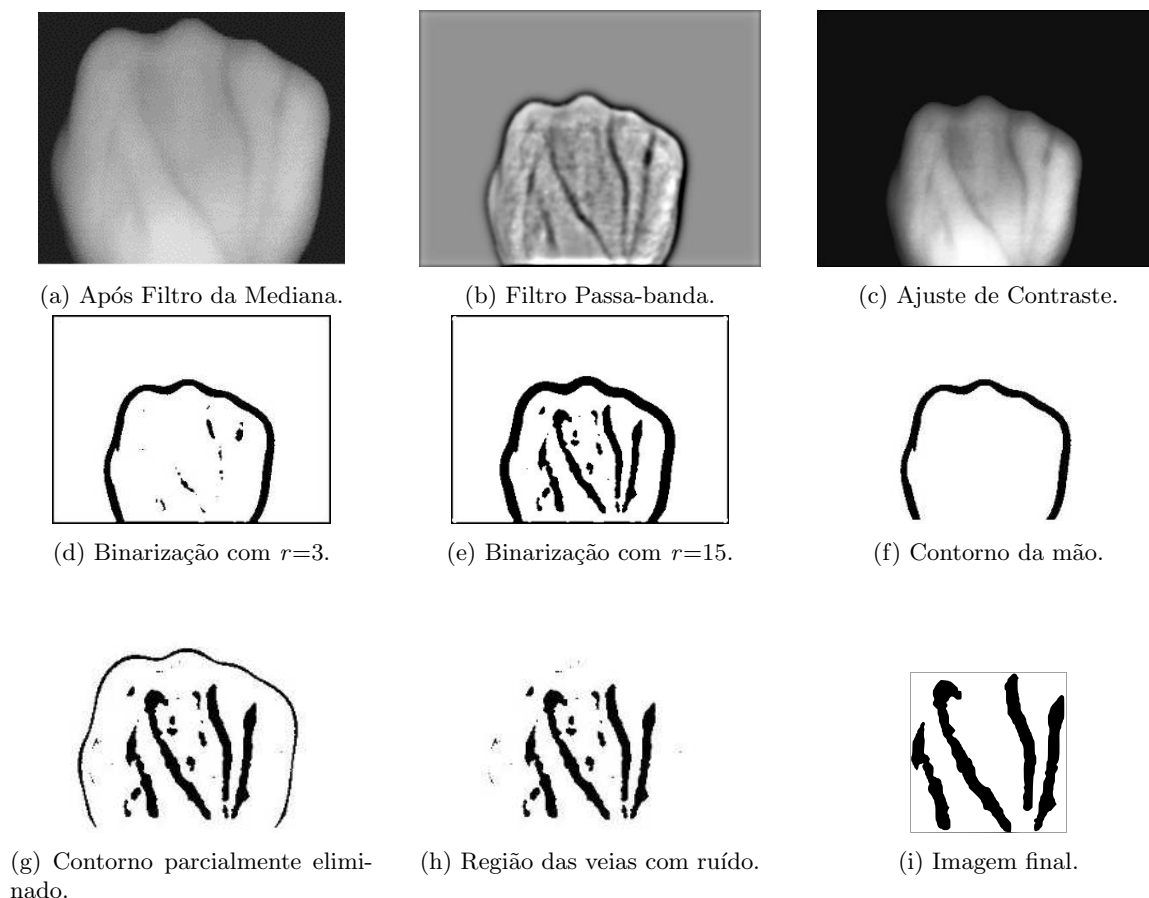 (a) Após Filtro da Mediana.
(b) Filtro Passa-banda.
(c) Ajuste de Contraste.
(d) Binarização com r=3.
(e) Binarização com r=15.
(f) Contorno da mão.
(g) Contorno parcialmente elimi-
nado.
(h) Região das veias com ruído.
(i) Imagem final.